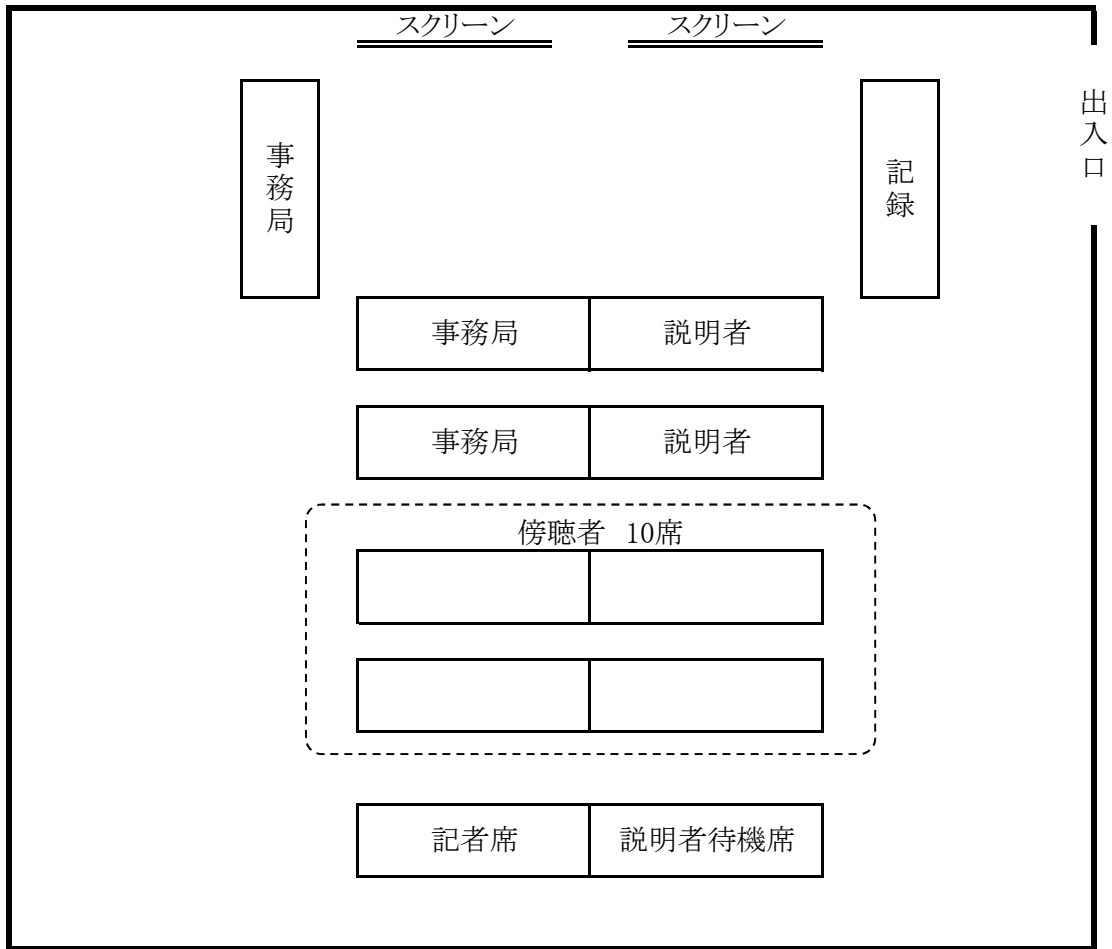 スクリーン
スクリーン
出入口
事務局
記録
事務局
説明者
事務局
説明者
傍聴者 10席
記者席
説明者待機席